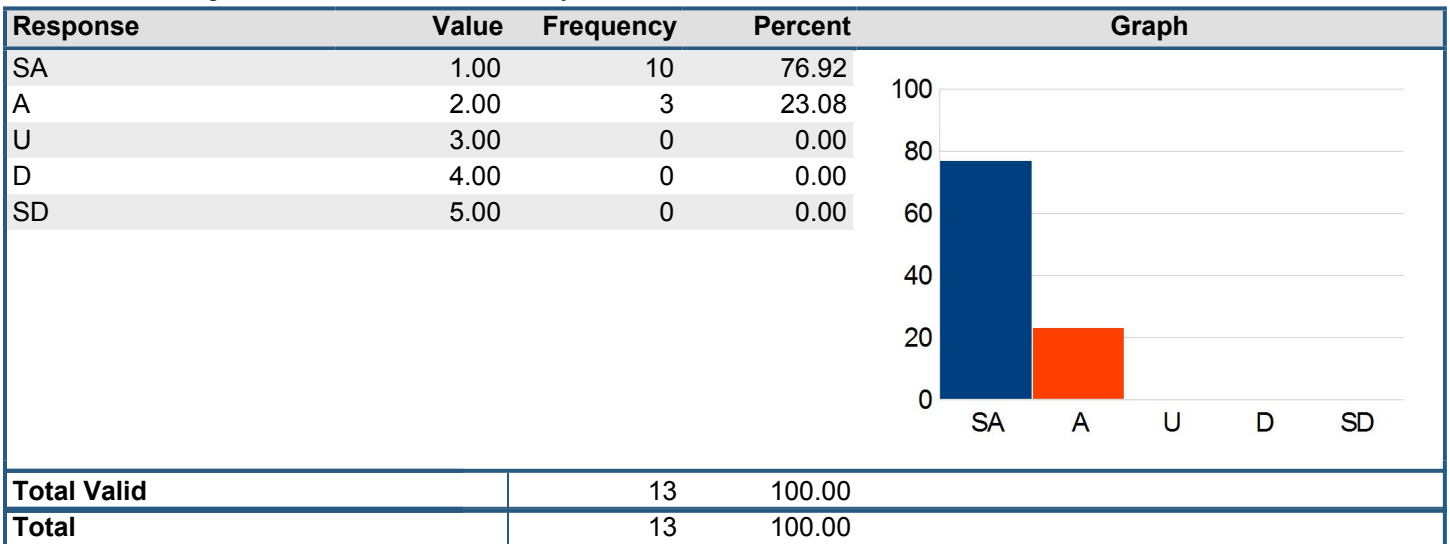 Response Value Frequency Percent Graph
SA 1.00 10 76.92
A 2.00 3 23.08
U 3.00 0 0.00
D 4.00 0 0.00
SD 5.00 0 0.00
100
80
60
40
20
0
SA A U D SD
Total Valid 13 100.00
Total 13 100.00